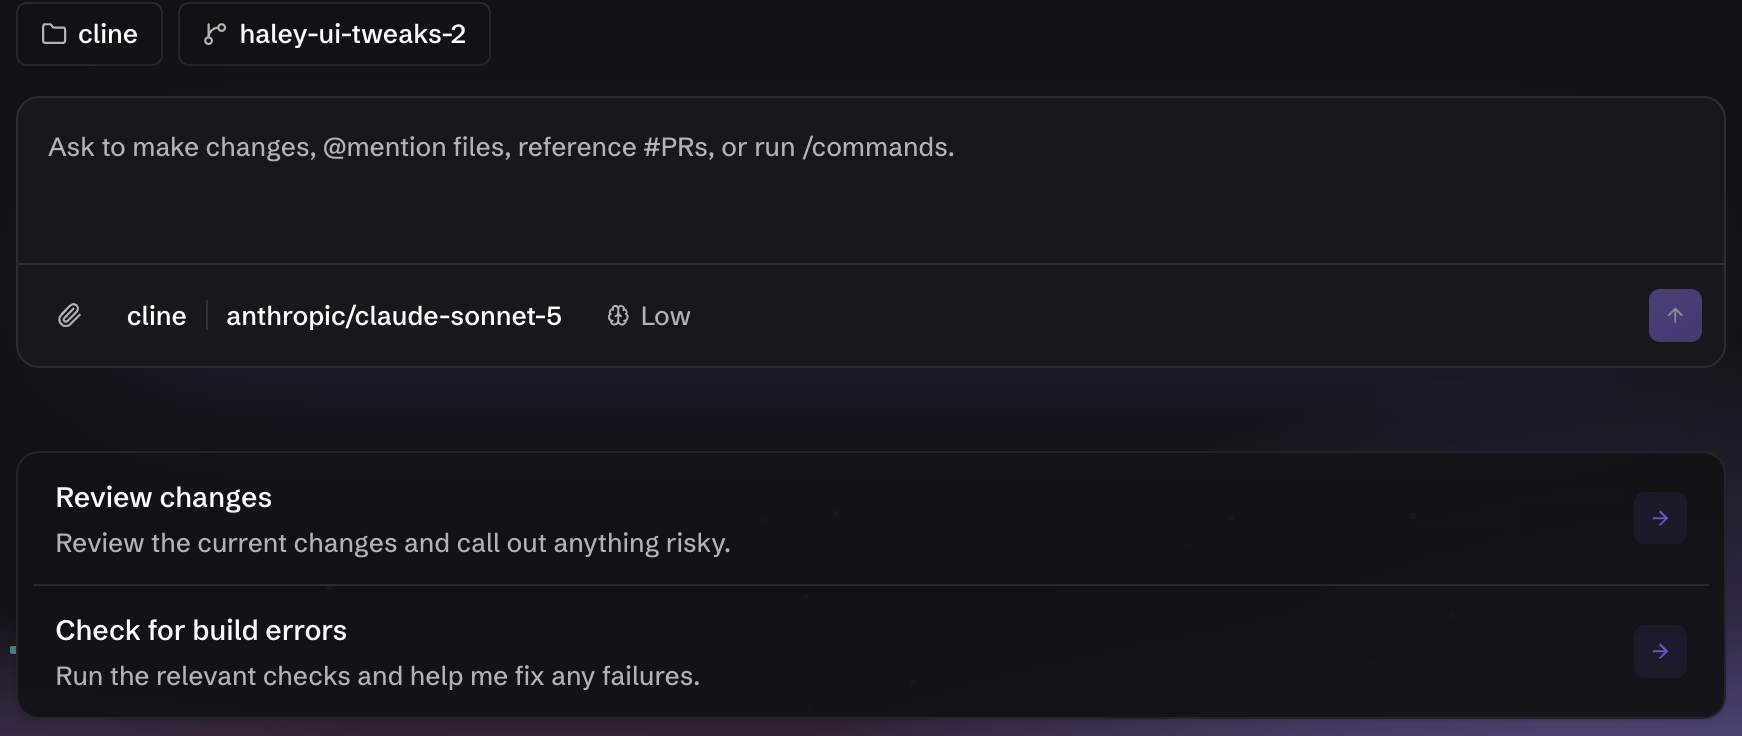 cline
haley-ui-tweaks-2
Ask to make changes, @mention files, reference #PRs, or run /commands.
cline
anthropic/claude-sonnet-5
Low
Review changes
Review the current changes and call out anything risky.
Check for build errors
Run the relevant checks and help me fix any failures.